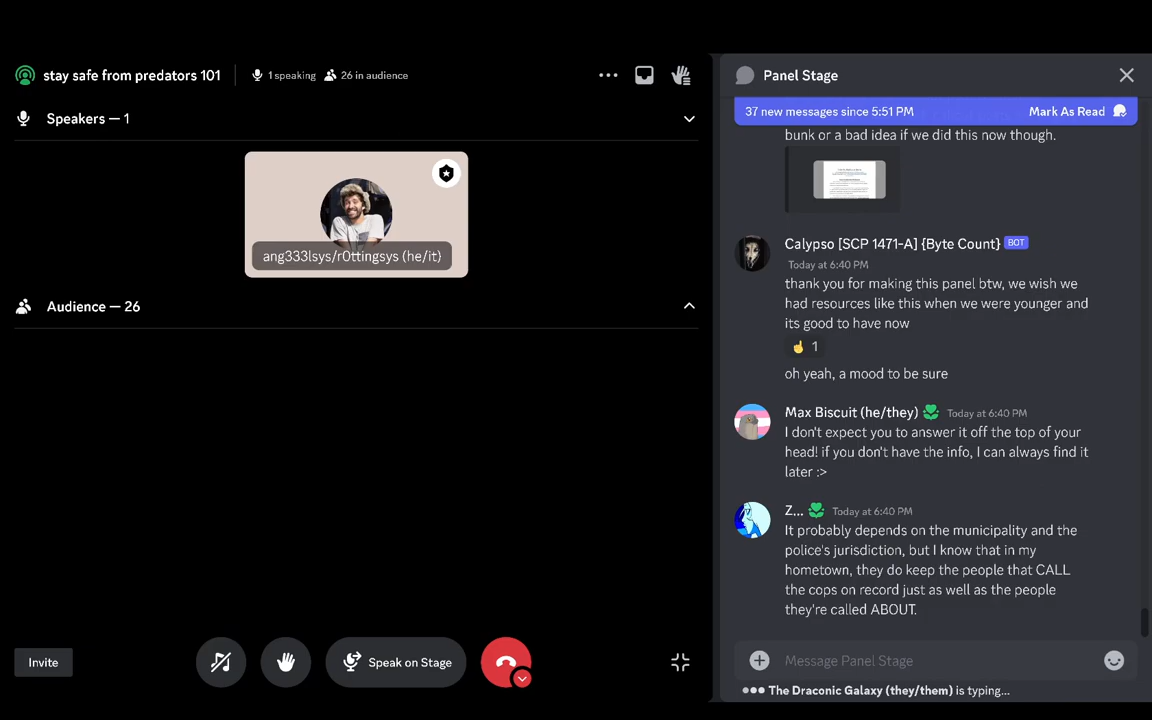 stay safe from predators 101
1 speaking
26 in audience
Speakers — 1
ang333lsys/r0ttingsys (he/it)
Audience — 26
Invite
Speak on Stage
Panel Stage
37 new messages since 5:51 PM
Mark As Read
bunk or a bad idea if we did this now though.
Calypso [SCP 1471-A] {Byte Count} BOT
Today at 6:40 PM
thank you for making this panel btw, we wish we
had resources like this when we were younger and
its good to have now
1
oh yeah, a mood to be sure
Max Biscuit (he/they) Today at 6:40 PM
I don't expect you to answer it off the top of your
head! if you don't have the info, I can always find it
later :>
Z... Today at 6:40 PM
It probably depends on the municipality and the
police's jurisdiction, but I know that in my
hometown, they do keep the people that CALL
the cops on record just as well as the people
they're called ABOUT.
Message Panel Stage
The Draconic Galaxy (they/them) is typing...